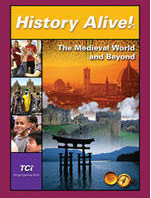 History Alive!
The Medieval World
and Beyond
TCi